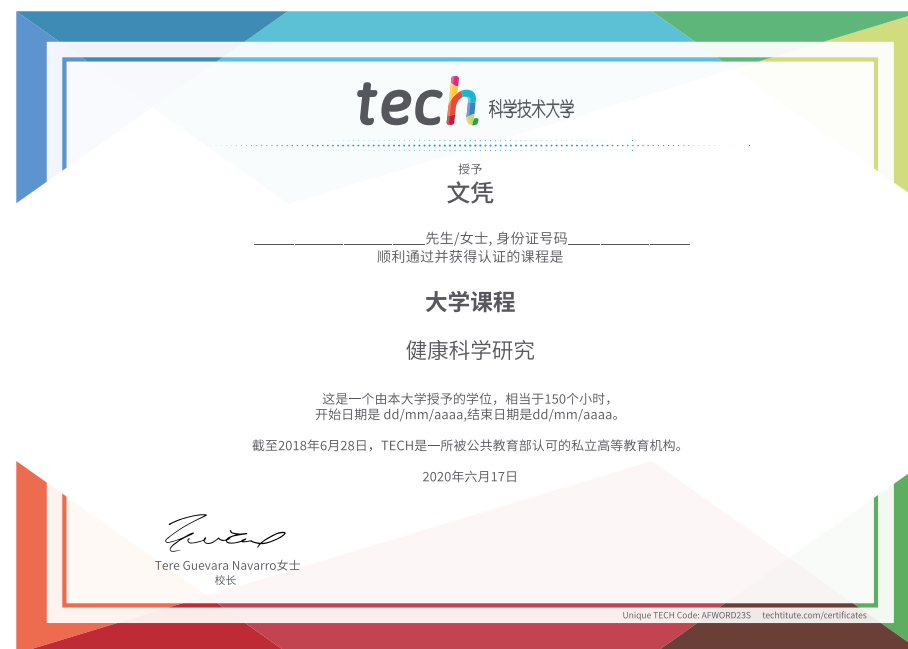 tech 科学技术大学
授予
文凭
________________________先生/女士, 身份证号码_________________
顺利通过并获得认证的课程是
大学课程
健康科学研究
这是一个由本大学授予的学位，相当于150个小时，
开始日期是 dd/mm/aaaa,结束日期是dd/mm/aaaa。
截至2018年6月28日，TECH是一所被公共教育部认可的私立高等教育机构。
2020年六月17日
Tere Guevara Navarro女士
校长
Unique TECH Code: AFWORD23S techtitute.com/certificates